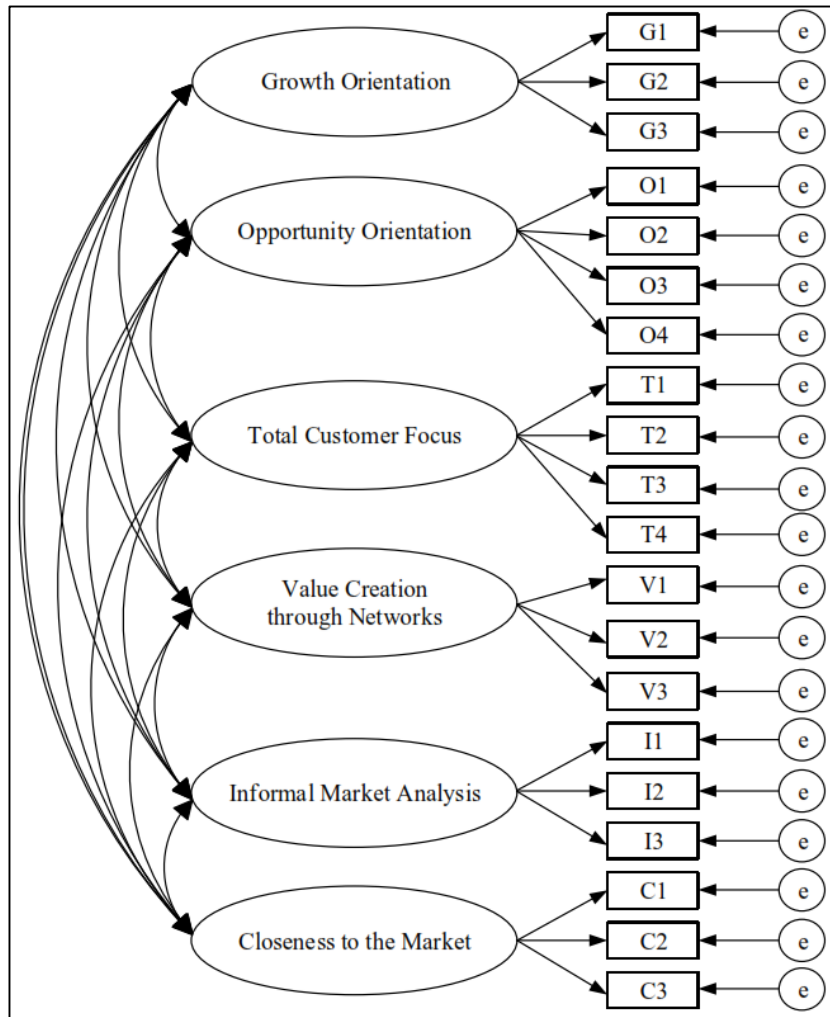 Growth Orientation
G1 e
G2 e
G3 e
Opportunity Orientation
O1 e
O2 e
O3 e
O4 e
Total Customer Focus
T1 e
T2 e
T3 e
T4 e
Value Creation
through Networks
V1 e
V2 e
V3 e
Informal Market Analysis
I1 e
I2 e
I3 e
Closeness to the Market
C1 e
C2 e
C3 e